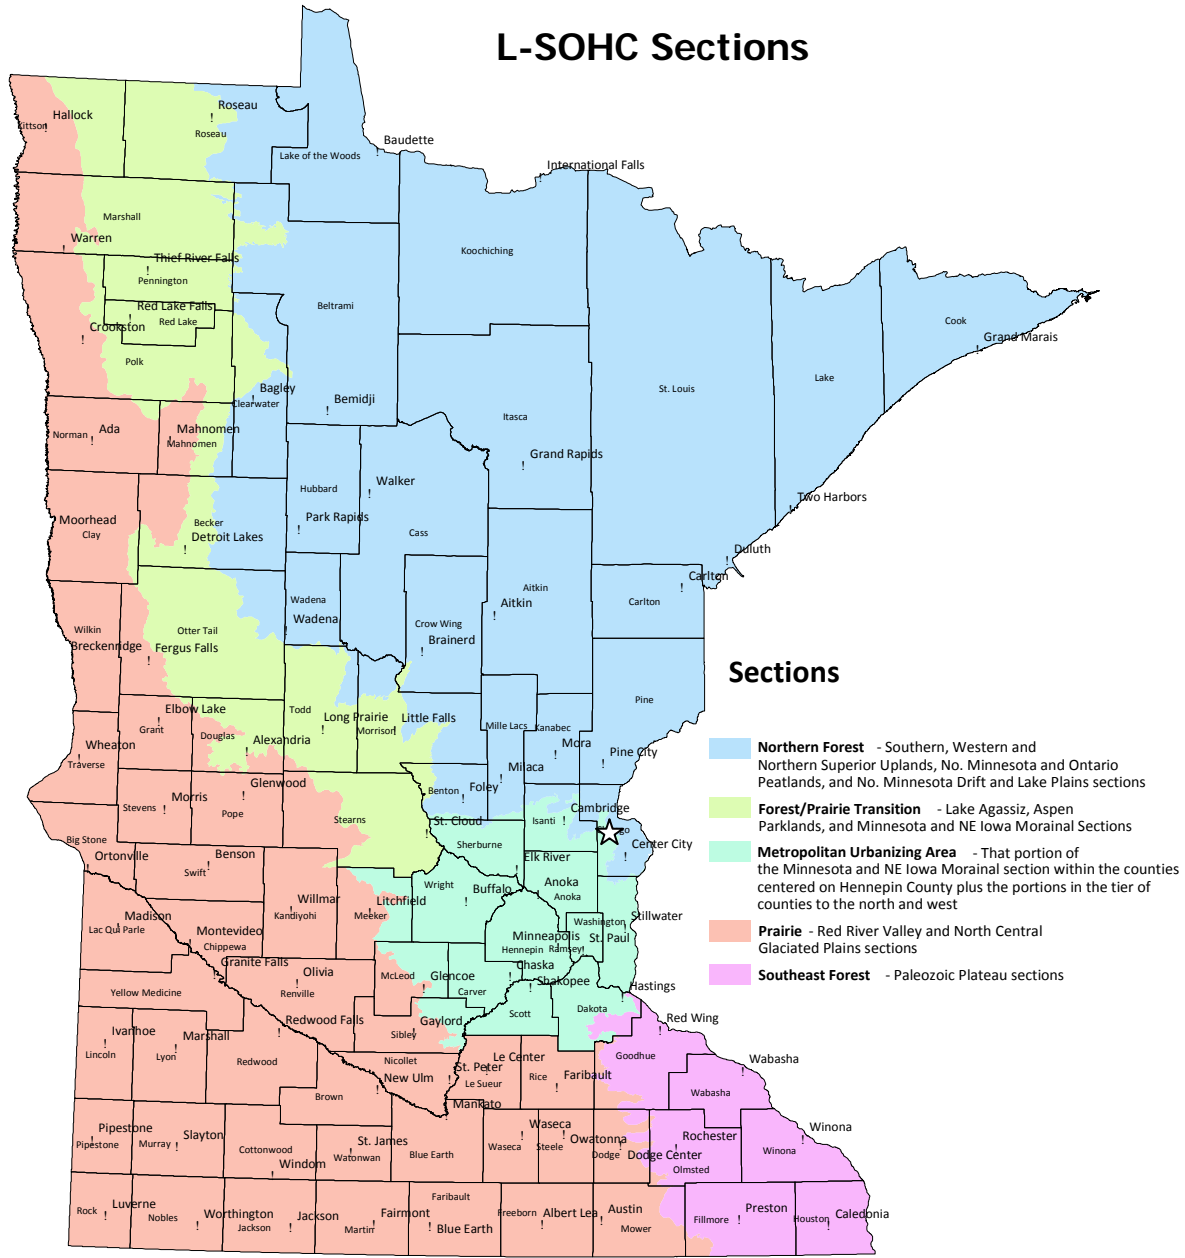 L-SOHC Sections
Roseau
Hallock
Kittson
Roseau
Baudette
Lake of the Woods
International Falls
Marshall
Warren
Koochiching
Thief River Falls
Pennington
Red Lake Falls
Beltrami
Red Lake
Crookston
Cook
Grand Marais
Polk
Lake
St. Louis
Bagley
Clearwater
Bemidji
Itasca
Ada
Norman
Mahnomen
Mahnomen
Grand Rapids
Walker
Hubbard
Two Harbors
Park Rapids
Moorhead
Clay
Becker
Detroit Lakes
Cass
Duluth
Carlton
Aitkin
Aitkin
Carlton
Wadena
Wadena
Crow Wing
Brainerd
Wilkin
Breckenridge
Otter Tail
Fergus Falls
Sections
Pine
Elbow Lake
Grant
Todd
Long Prairie
Morrison
Little Falls
Mille Lacs
Kanabec
Douglas
Alexandria
Mora
Pine City
Wheaton
Traverse
Milaca
Northern Forest - Southern, Western and
Northern Superior Uplands, No. Minnesota and Ontario
Peatlands, and No. Minnesota Drift and Lake Plains sections
Glenwood
Morris
Stevens
Pope
Benton
Foley
Stearns
St. Cloud
Isanti
Cambridge
Forest/Prairie Transition - Lake Agassiz, Aspen
Parklands, and Minnesota and NE Iowa Morainal Sections
Big Stone
Ortonville
Benson
Swift
Sherburne
Elk River
Center City
Metropolitan Urbanizing Area - That portion of
the Minnesota and NE Iowa Morainal section within the counties
centered on Hennepin County plus the portions in the tier of
counties to the north and west
Wright
Buffalo
Anoka
Anoka
Willmar
Kandiyohi
Litchfield
Meeker
Madison
Lac Qui Parle
Montevideo
Chippewa
Stillwater
Washington
Minneapolis
Hennepin
Ramsey
St. Paul
Prairie - Red River Valley and North Central
Glaciated Plains sections
Granite Falls
Olivia
Renville
McLeod
Glencoe
Carver
Chaska
Shakopee
Southeast Forest - Paleozoic Plateau sections
Yellow Medicine
Hastings
Dakota
Scott
Redwood Falls
Gaylord
Sibley
Red Wing
Ivanhoe
Lincoln
Marshall
Lyon
Redwood
Nicollet
New Ulm
St. Peter
Le Center
Le Sueur
Rice
Faribault
Goodhue
Wabasha
Wabasha
Brown
Mankato
Pipestone
Pipestone
Murray
Slayton
Cottonwood
Windom
St. James
Watonwan
Blue Earth
Waseca
Waseca
Steele
Owatonna
Dodge
Dodge Center
Rochester
Olmsted
Winona
Winona
Rock
Luverne
Nobles
Worthington
Jackson
Jackson
Martin
Fairmont
Faribault
Blue Earth
Freeborn
Albert Lea
Austin
Mower
Fillmore
Preston
Houston
Caledonia